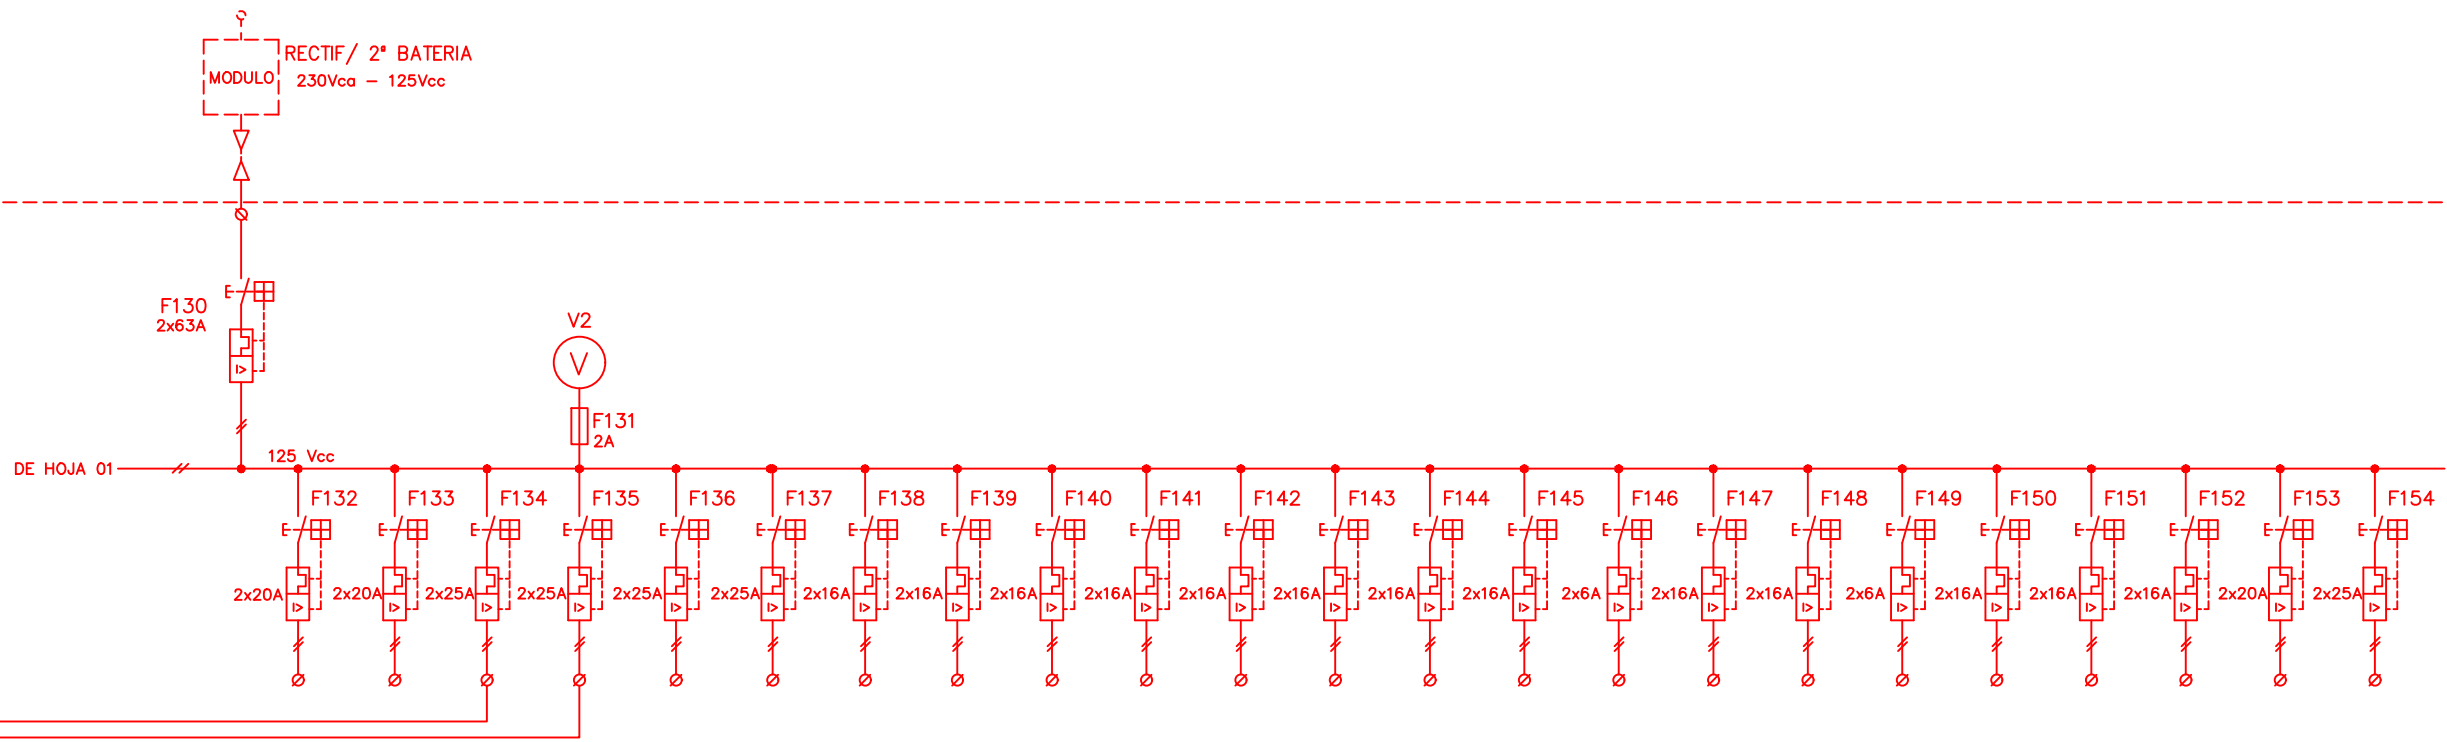 RECTIF/ 2ª BATERIA
MODULO
230Vca - 125Vcc
F130
2x63A
I>
V2
V
F131
2A
DE HOJA 01
125 Vcc
F132 F133 F134 F135 F136 F137 F138 F139 F140 F141 F142 F143 F144 F145 F146 F147 F148 F149 F150 F151 F152 F153 F154
2x20A 2x20A 2x25A 2x25A 2x25A 2x25A 2x16A 2x16A 2x16A 2x16A 2x16A 2x16A 2x16A 2x16A 2x6A 2x16A 2x16A 2x6A 2x16A 2x16A 2x16A 2x20A 2x25A
I> I> I> I> I> I> I> I> I> I> I> I> I> I> I> I> I> I> I> I> I> I> I>